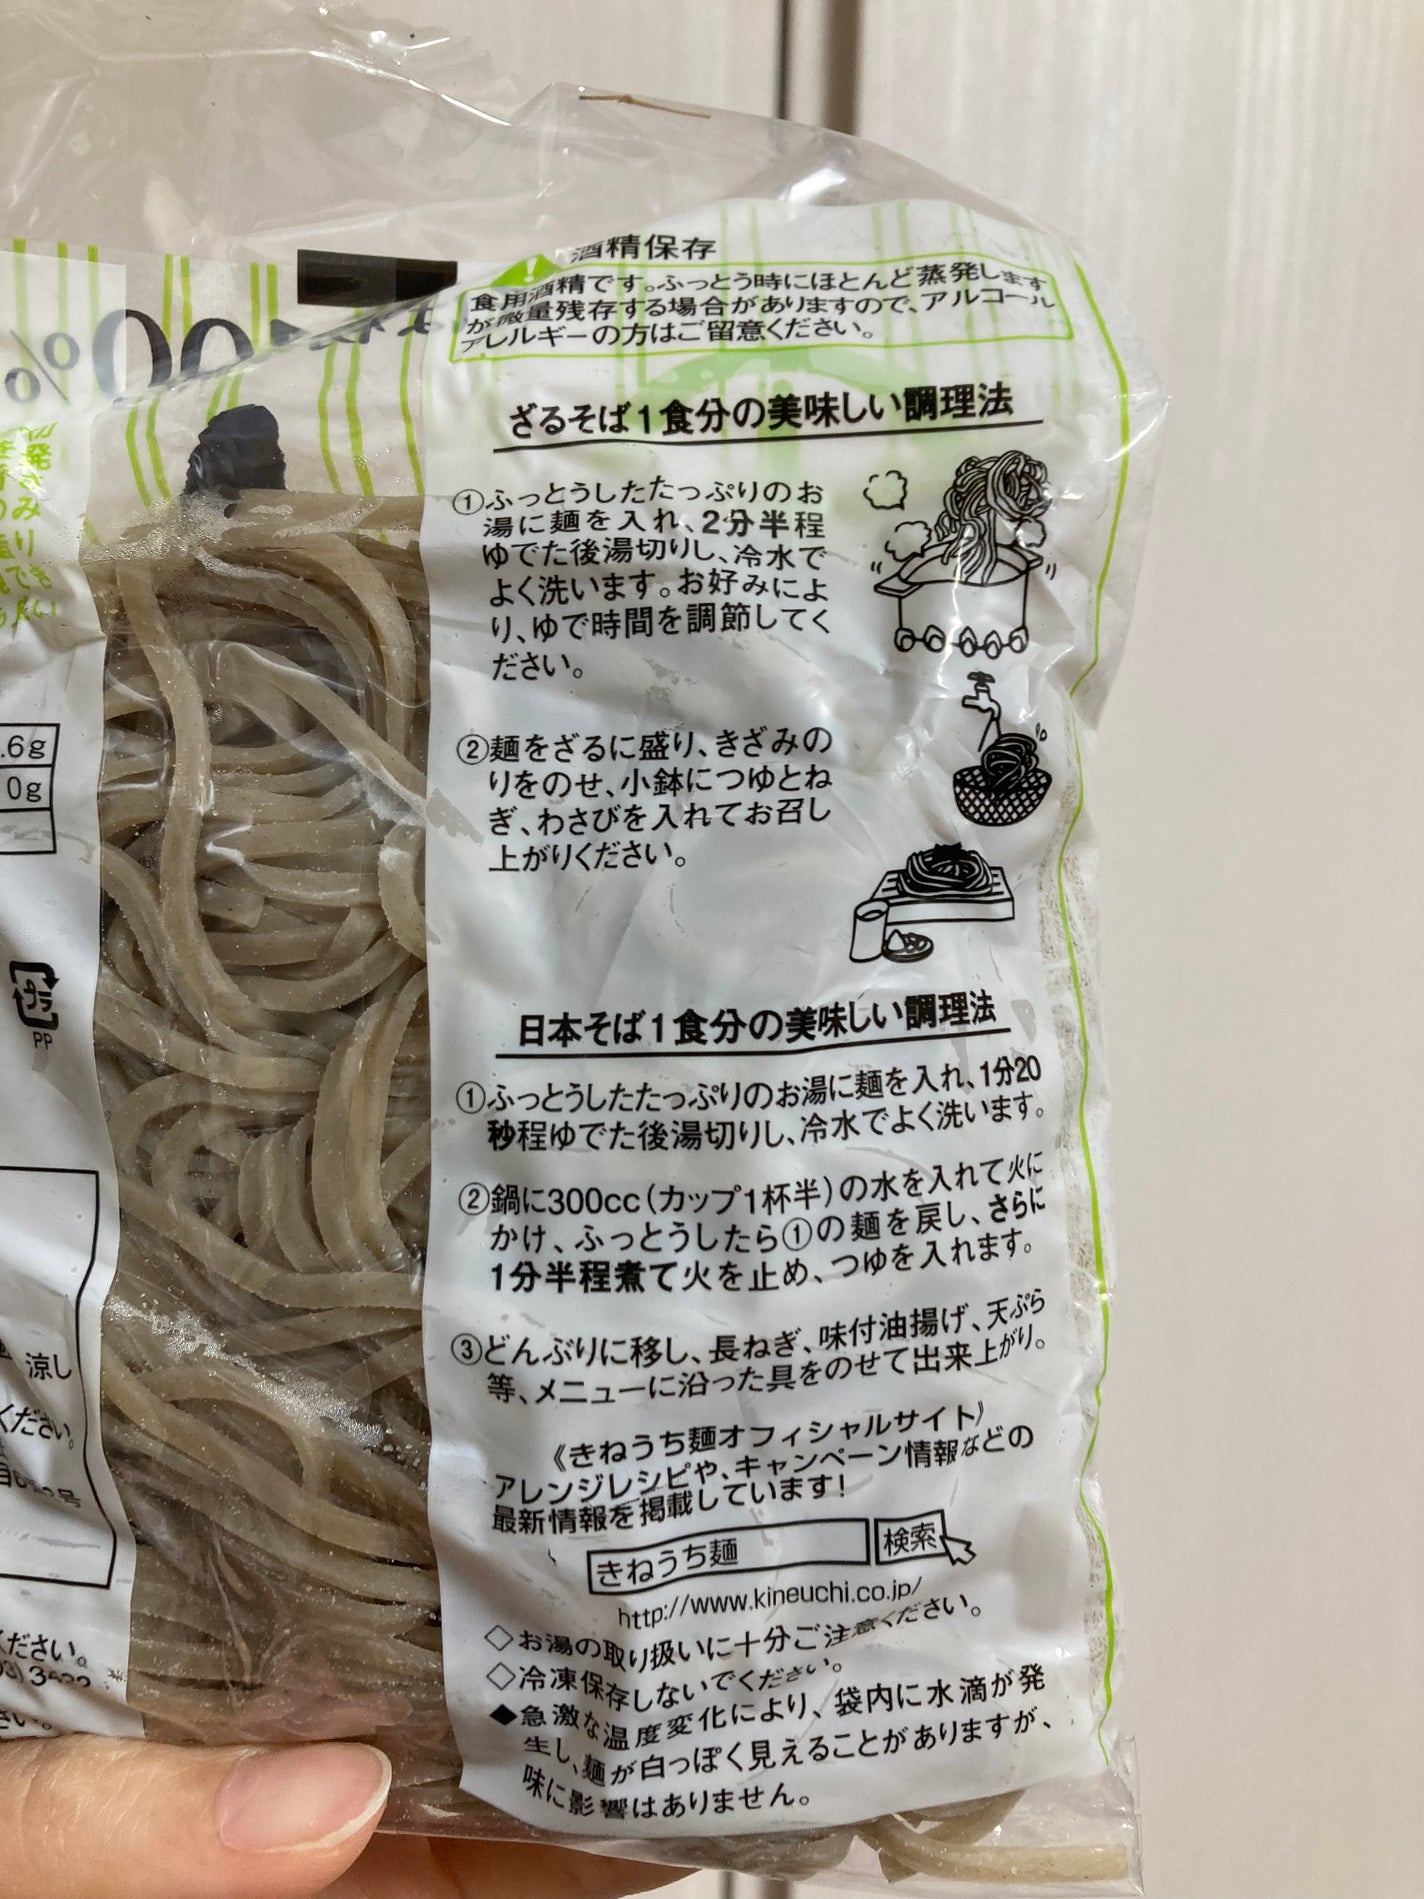 酒精保存
食用酒精です。ふっとう時にほとんど蒸発します
が微量残存する場合がありますので、アルコール
アレルギーの方はご留意ください。
ざるそば1食分の美味しい調理法
①ふっとうしたたっぷりのお
湯に麺を入れ、2分半程
ゆでた後湯切りし、冷水で
よく洗います。お好みによ
り、ゆで時間を調節してく
ださい。
②麺をざるに盛り、きざみの
りをのせ、小鉢につゆとね
ぎ、わさびを入れてお召し
上がりください。
日本そば1食分の美味しい調理法
①ふっとうしたたっぷりのお湯に麺を入れ、1分20
秒程ゆでた後湯切りし、冷水でよく洗います。
②鍋に300cc(カップ1杯半)の水を入れて火に
かけ、ふっとうしたら①の麺を戻し、さらに
1分半程煮て火を止め、つゆを入れます。
③どんぶりに移し、長ねぎ、味付油揚げ、天ぷら
等、メニューに沿った具をのせて出来上がり。
《きねうち麺オフィシャルサイト》
アレンジレシピや、キャンペーン情報などの
最新情報を掲載しています!
きねうち麺 検索
http://www.kineuchi.co.jp/
◇お湯の取り扱いに十分ご注意ください。
◇冷凍保存しないでください。
◆急激な温度変化により、袋内に水滴が発
生し、麺が白っぽく見えることがありますが、
味に影響はありません。
.6g
0g
プラ
PP
涼し
ください。
ください。